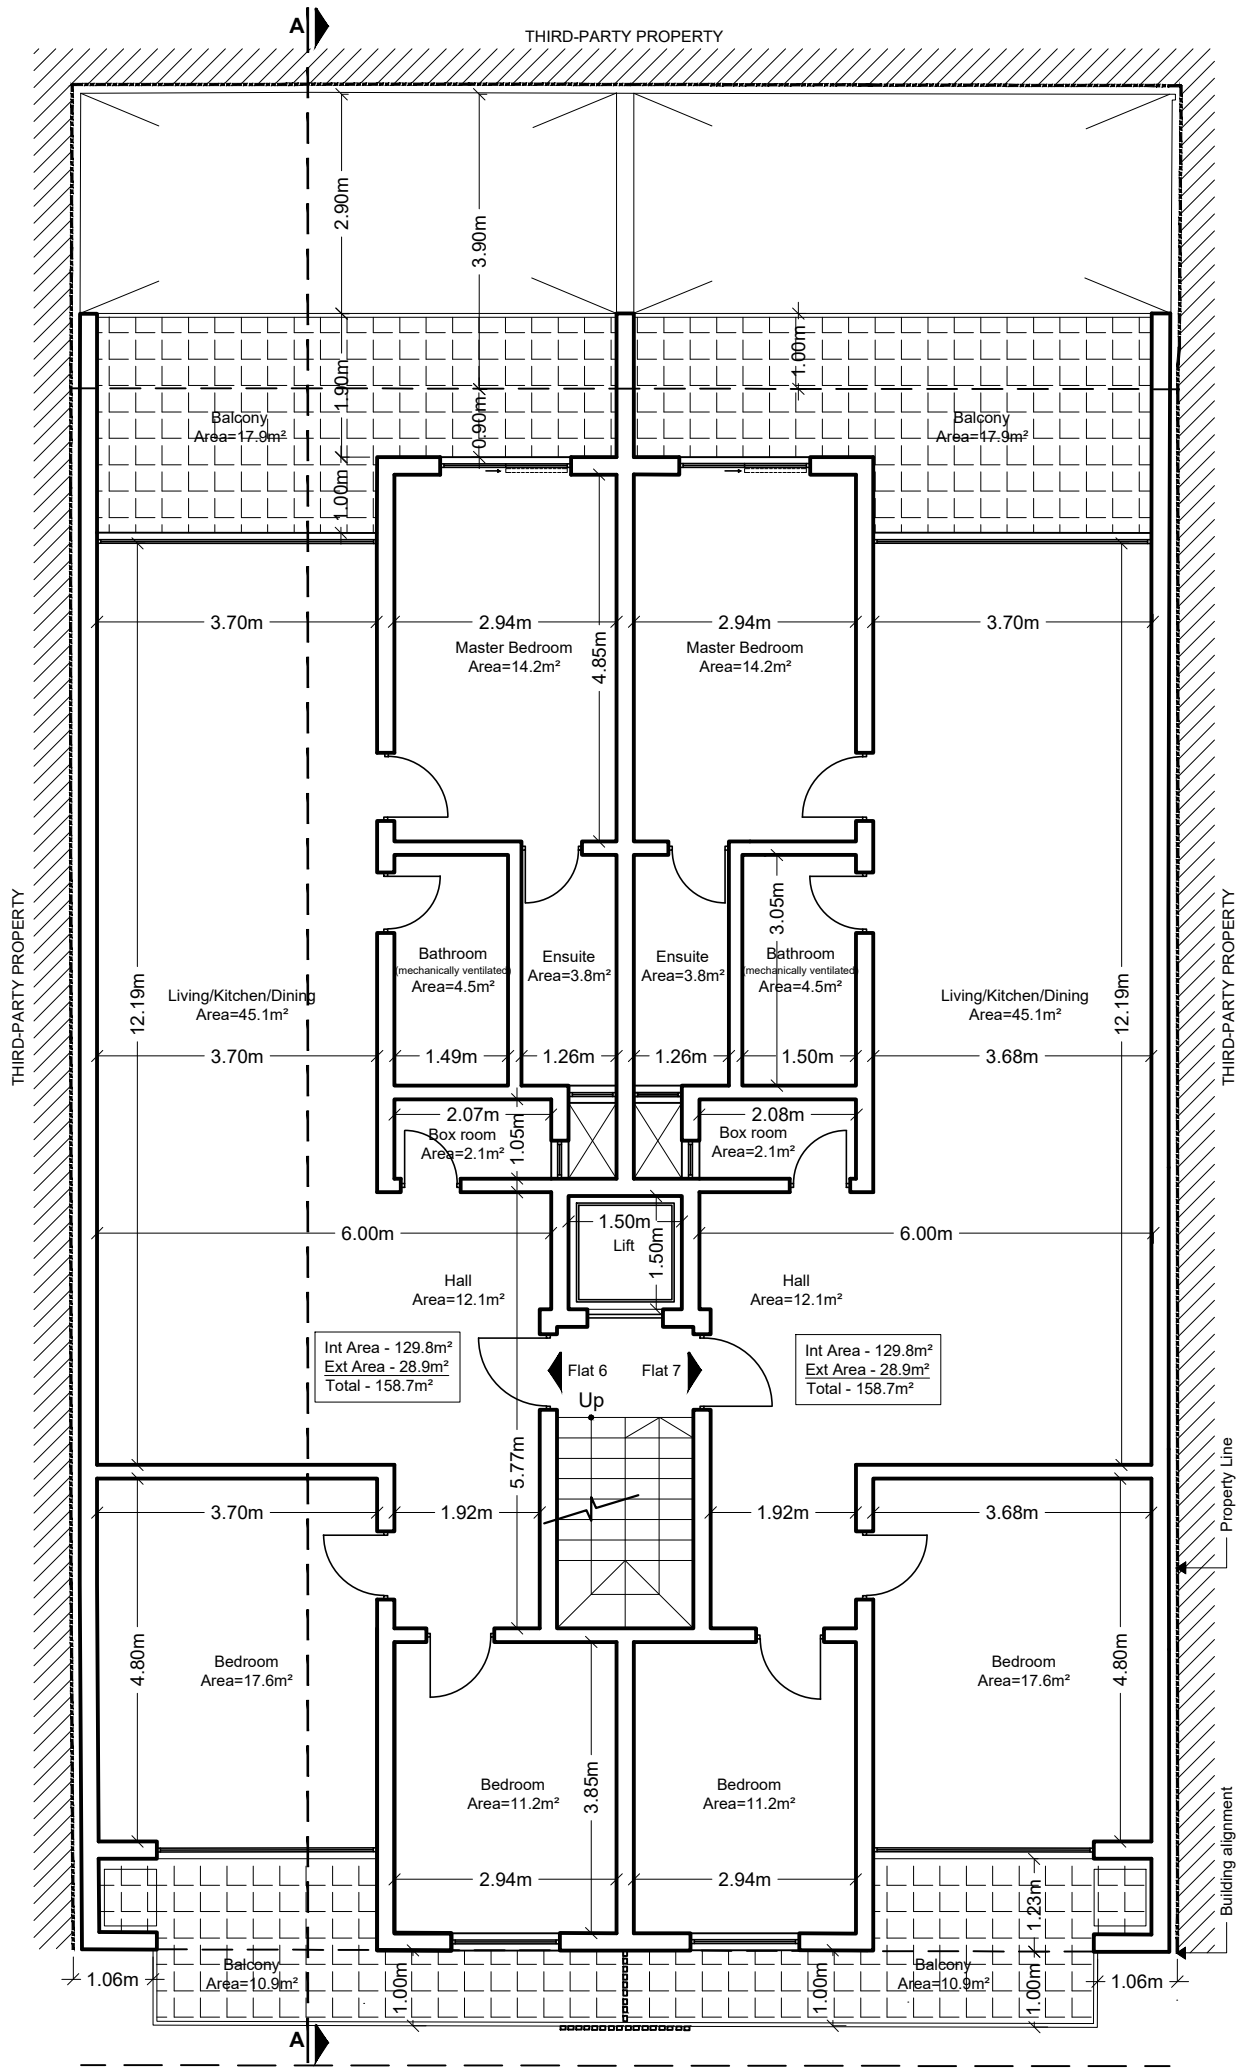 A
THIRD-PARTY PROPERTY
2.90m
3.90m
1.90m
1.00m
0.90m
Balcony
Area=17.9m²
Balcony
Area=17.9m²
1.00m
3.70m
2.94m
2.94m
3.70m
Master Bedroom
Area=14.2m²
Master Bedroom
Area=14.2m²
4.85m
THIRD-PARTY PROPERTY
THIRD-PARTY PROPERTY
3.05m
Bathroom
(mechanically ventilated)
Area=4.5m²
Ensuite
Area=3.8m²
Ensuite
Area=3.8m²
Bathroom
(mechanically ventilated)
Area=4.5m²
12.19m
Living/Kitchen/Dining
Area=45.1m²
Living/Kitchen/Dining
Area=45.1m²
12.19m
3.70m
1.49m
1.26m
1.26m
1.50m
3.68m
2.07m
2.08m
Box room
Area=2.1m²
1.05m
Box room
Area=2.1m²
6.00m
1.50m
Lift
1.50m
6.00m
Hall
Area=12.1m²
Hall
Area=12.1m²
Int Area - 129.8m²
Ext Area - 28.9m²
Total - 158.7m²
Flat 6
Flat 7
Up
Int Area - 129.8m²
Ext Area - 28.9m²
Total - 158.7m²
5.77m
Property Line
3.70m
1.92m
1.92m
3.68m
4.80m
Bedroom
Area=17.6m²
Bedroom
Area=17.6m²
4.80m
Bedroom
Area=11.2m²
3.85m
Bedroom
Area=11.2m²
Building alignment
2.94m
2.94m
1.23m
1.06m
Balcony
Area=10.9m²
1.00m
1.00m
Balcony
Area=10.9m²
1.00m
1.06m
A